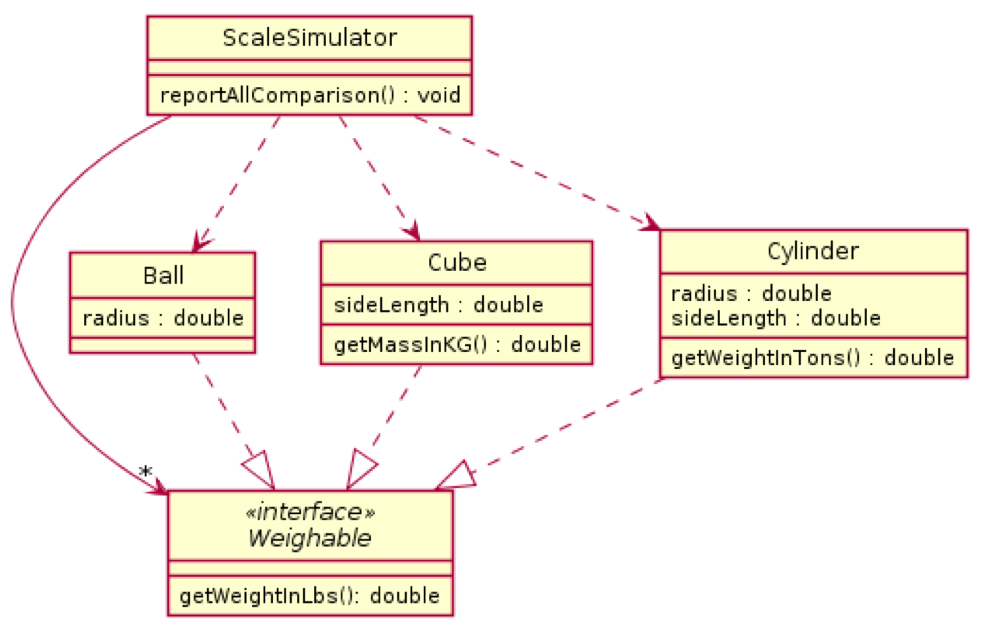 ScaleSimulator
reportAllComparison() : void
Ball
radius : double
Cube
sideLength : double
getMassInKG() : double
Cylinder
radius : double
sideLength : double
getWeightInTons() : double
*
«interface»
Weighable
getWeightInLbs(): double